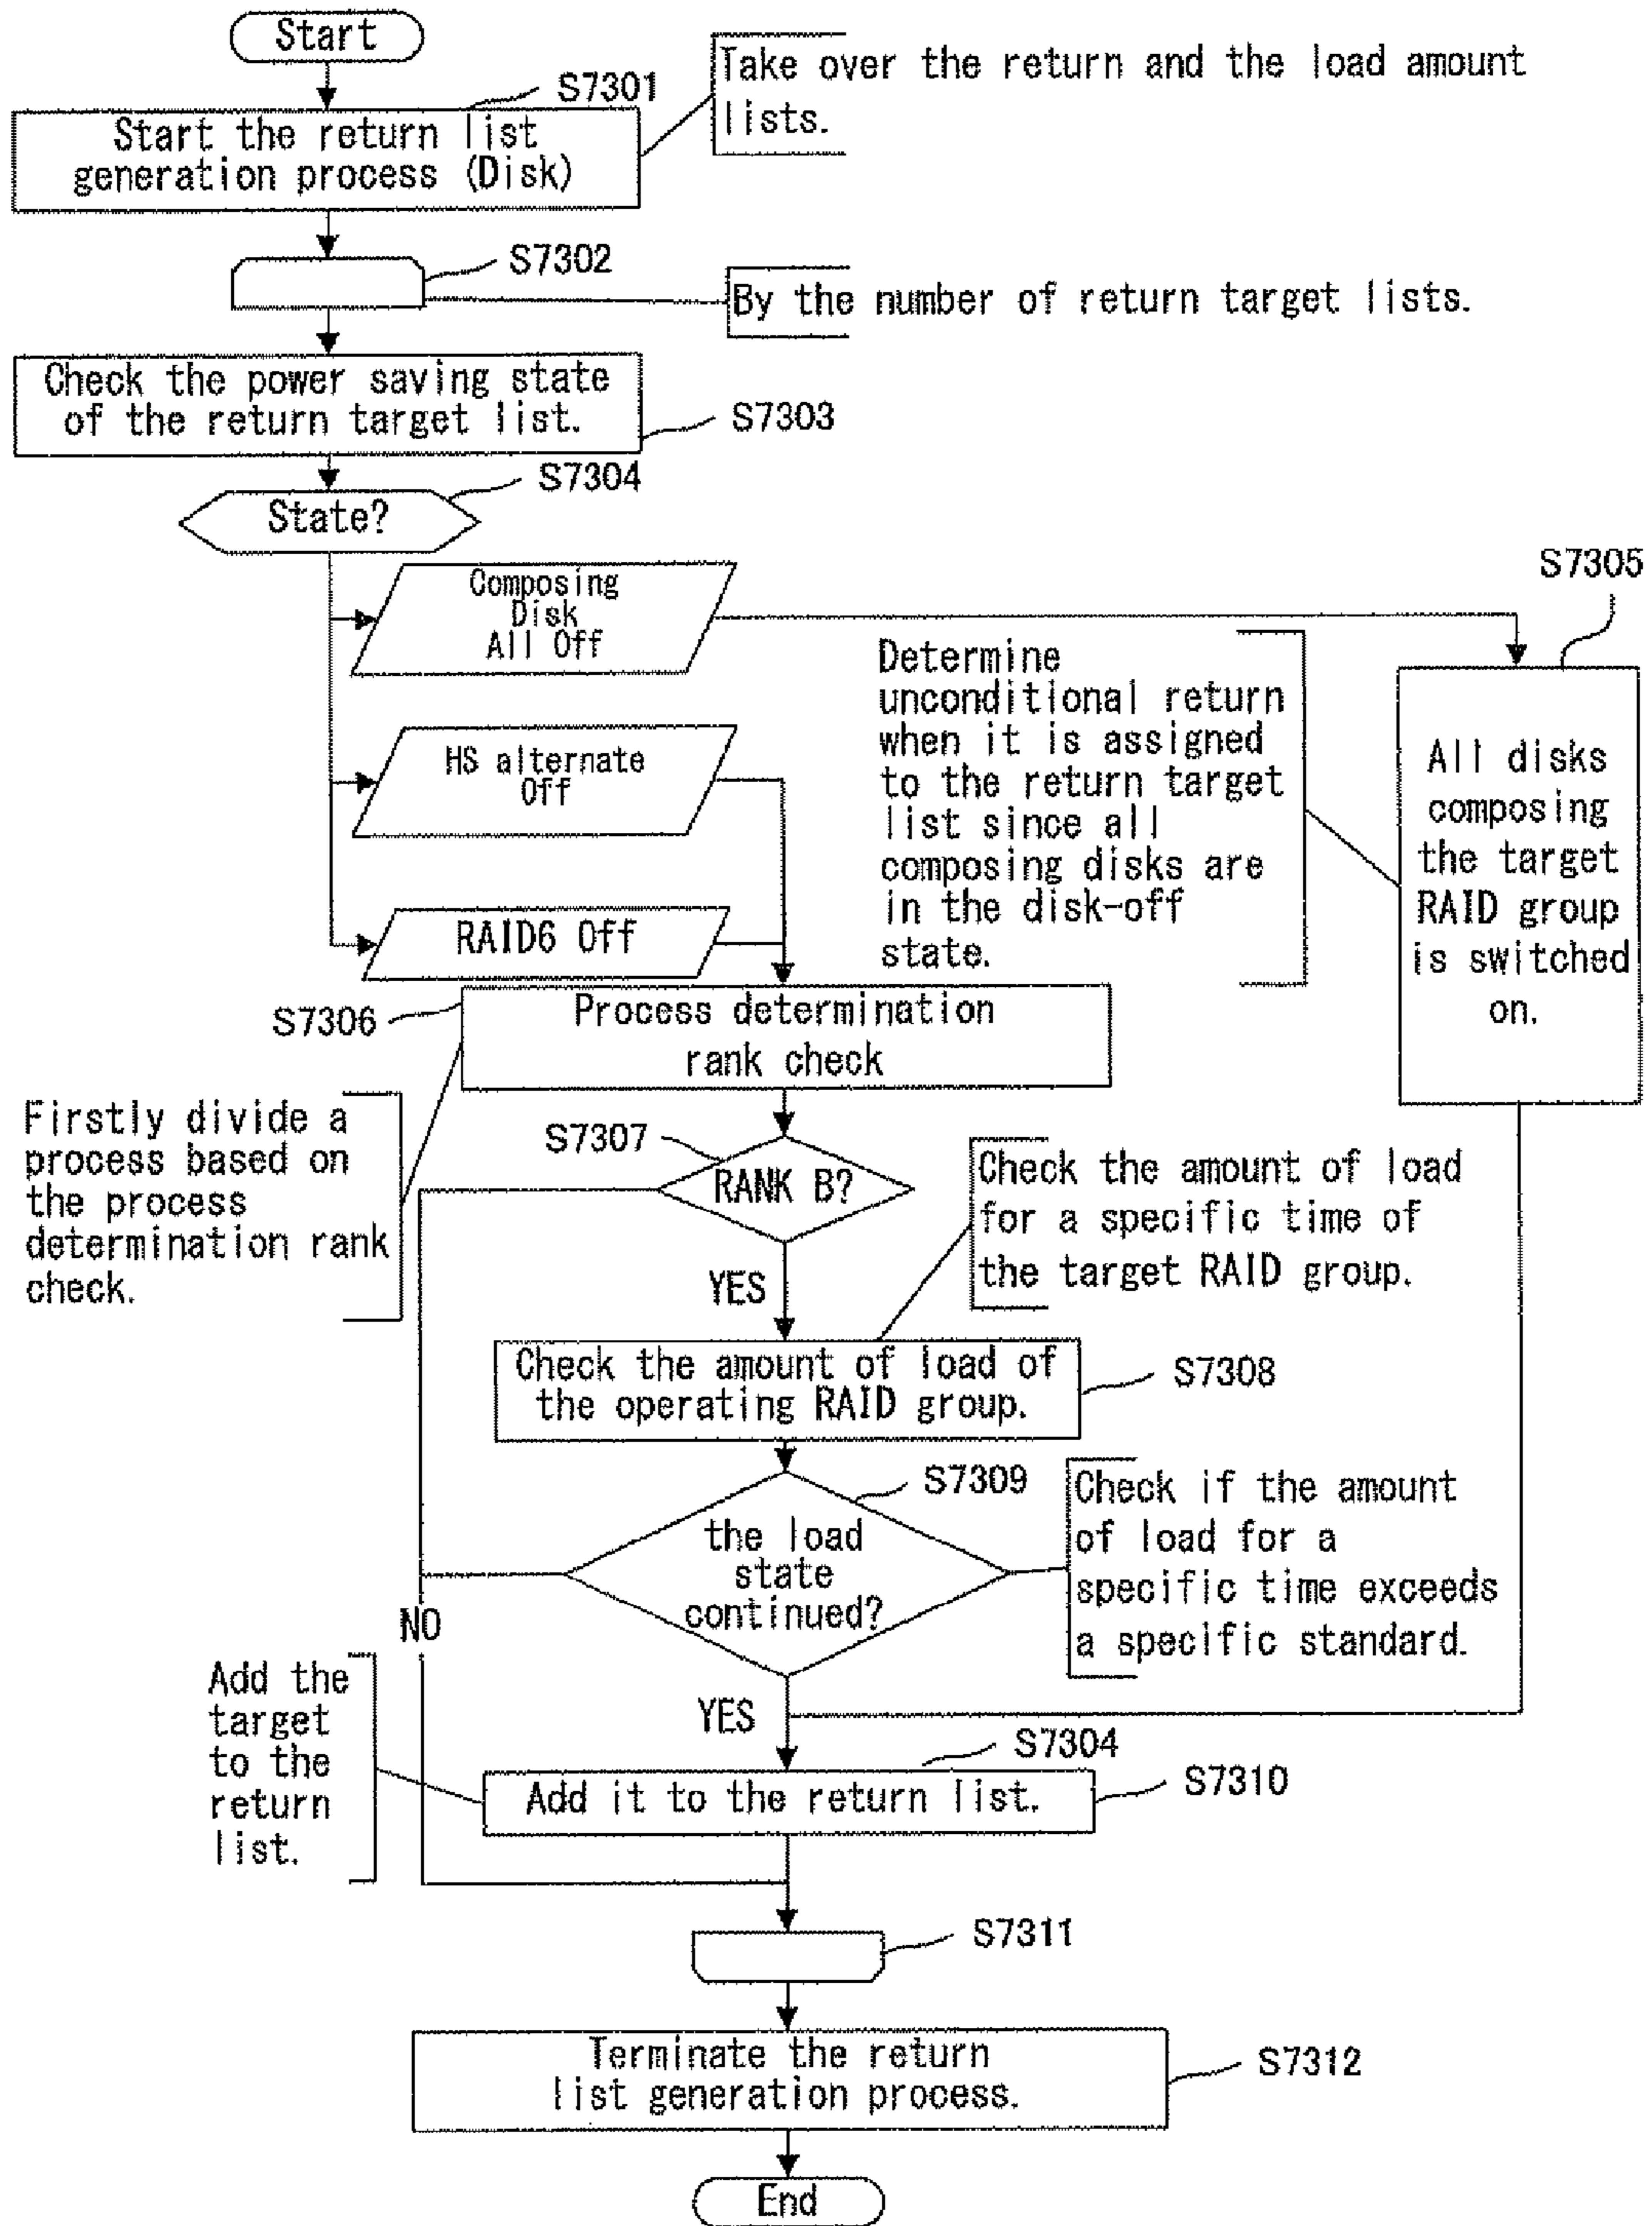 Start
S7301
Take over the return and the load amount
lists.
Start the return list
generation process (Disk)
S7302
By the number of return target lists.
Check the power saving state
of the return target list.
S7303
S7304
State?
Composing
Disk
All Off
S7305
Determine
unconditional return
when it is assigned
to the return target
list since all
composing disks are
in the disk-off
state.
All disks
composing
the target
RAID group
is switched
on.
HS alternate
Off
RAID6 Off
S7306
Process determination
rank check
Firstly divide a
process based on
the process
determination rank
check.
S7307
RANK B?
Check the amount of load
for a specific time of
the target RAID group.
YES
Check the amount of load of
the operating RAID group.
S7308
S7309
the load
state
continued?
Check if the amount
of load for a
specific time exceeds
a specific standard.
NO
YES
Add the
target
to the
return
list.
S7304
Add it to the return list.
S7310
S7311
Terminate the return
list generation process.
S7312
End